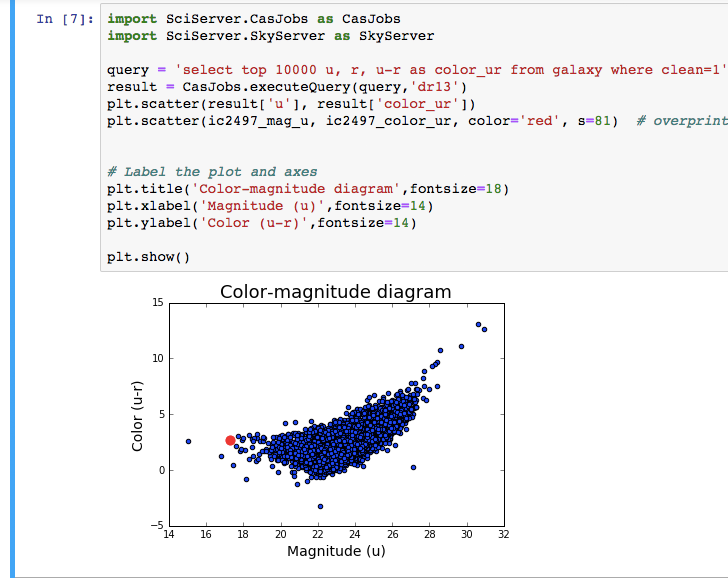 In [7]: import SciServer.CasJobs as CasJobs
import SciServer.SkyServer as SkyServer
query = 'select top 10000 u, r, u-r as color_ur from galaxy where clean=1'
result = CasJobs.executeQuery(query,'dr13')
plt.scatter(result['u'], result['color_ur'])
plt.scatter(ic2497_mag_u, ic2497_color_ur, color='red', s=81)  # overprint
# Label the plot and axes
plt.title('Color-magnitude diagram',fontsize=18)
plt.xlabel('Magnitude (u)',fontsize=14)
plt.ylabel('Color (u-r)',fontsize=14)
plt.show()
Color-magnitude diagram
15
10
5
0
−5
Color (u-r)
14 16 18 20 22 24 26 28 30 32
Magnitude (u)